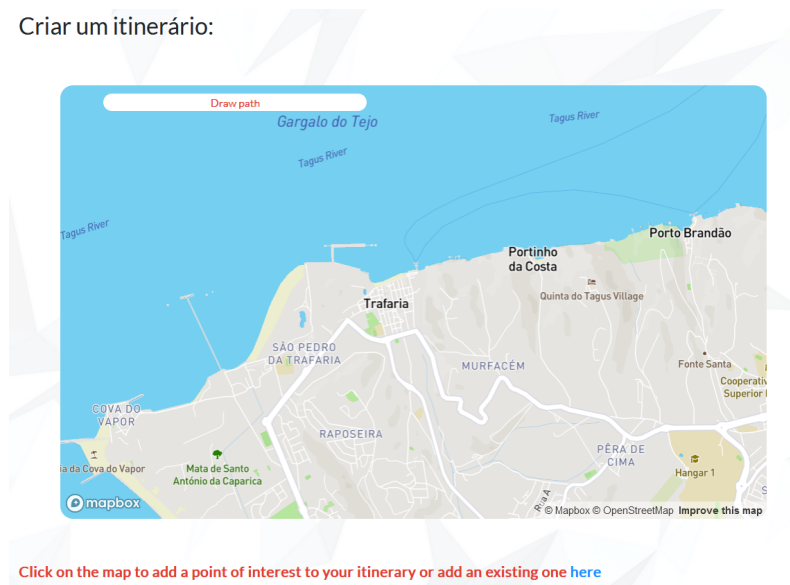 Criar um itinerário:
Draw path
Gargalo do Tejo
Tagus River
Tagus River
Tagus River
Porto Brandão
Portinho
da Costa
Quinta do Tagus Village
Trafaria
SÃO PEDRO
DA TRAFARIA
MURFACÉM
Fonte Santa
Cooperativ
Superior
COVA DO
VAPOR
RAPOSEIRA
PÊRA DE
CIMA
ia da Cova do Vapor
Mata de Santo
António da Caparica
Hangar 1
Rua A
S
mapbox
© Mapbox © OpenStreetMap Improve this map
Click on the map to add a point of interest to your itinerary or add an existing one here